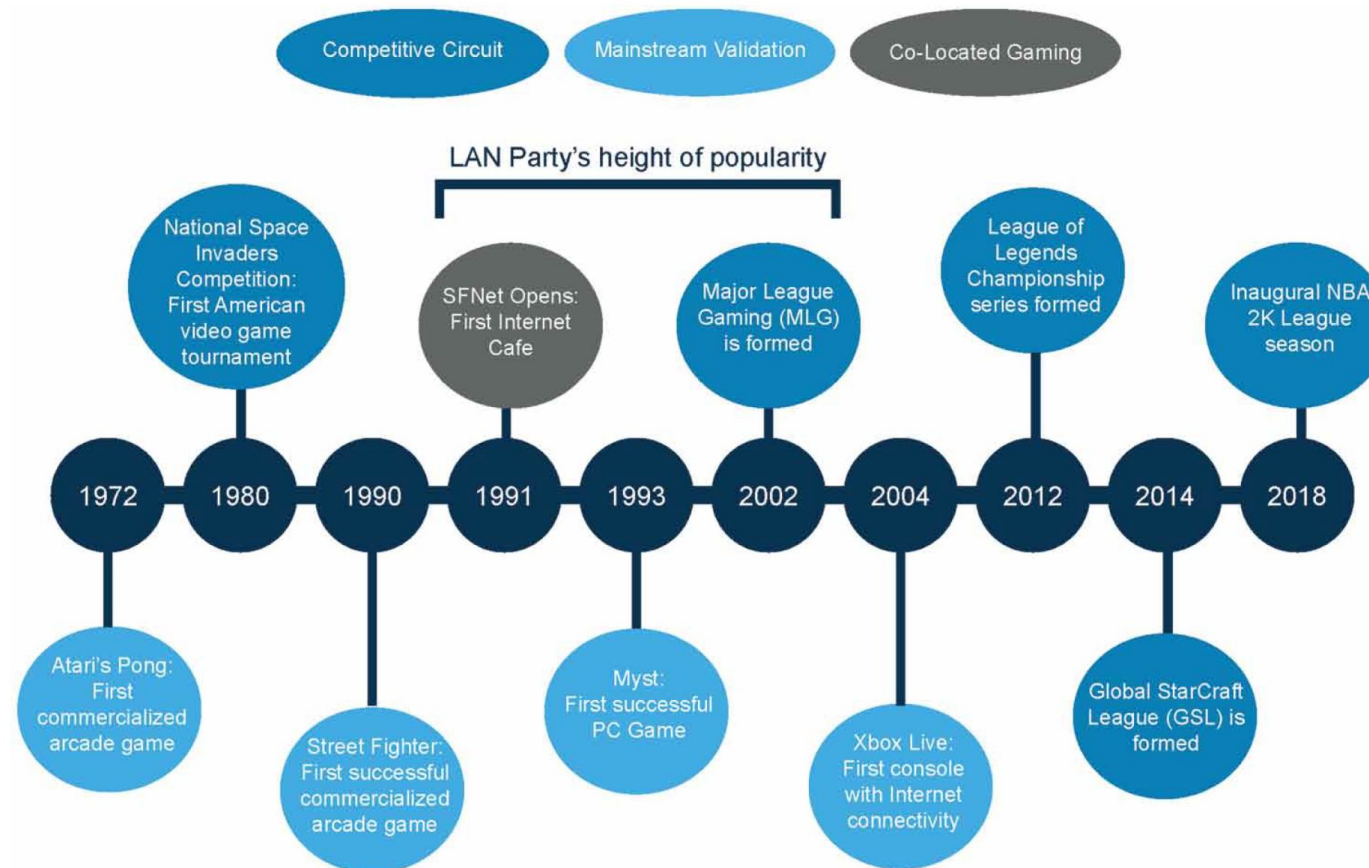 Competitive Circuit
Mainstream Validation
Co-Located Gaming
LAN Party's height of popularity
National Space
Invaders
Competition:
First American
video game
tournament
SFNet Opens:
First Internet
Cafe
Major League
Gaming (MLG)
is formed
League of
Legends
Championship
series formed
Inaugural NBA
2K League
season
1972
1980
1990
1991
1993
2002
2004
2012
2014
2018
Atari's Pong:
First
commercialized
arcade game
Street Fighter:
First successful
commercialized
arcade game
Myst:
First successful
PC Game
Xbox Live:
First console
with Internet
connectivity
Global StarCraft
League (GSL) is
formed